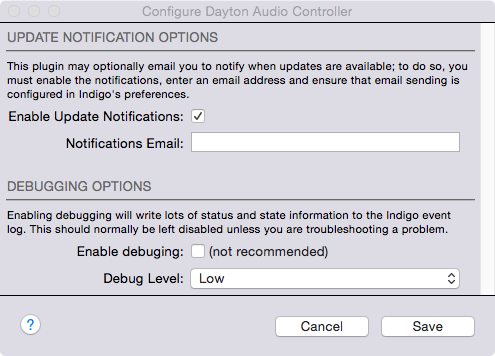 Configure Dayton Audio Controller
UPDATE NOTIFICATION OPTIONS
This plugin may optionally email you to notify when updates are available; to do so, you
must enable the notifications, enter an email address and ensure that email sending is
configured in Indigo's preferences.
Enable Update Notifications:
Notifications Email:
DEBUGGING OPTIONS
Enabling debugging will write lots of status and state information to the Indigo event
log. This should normally be left disabled unless you are troubleshooting a problem.
Enable debuging: (not recommended)
Debug Level: Low
? Cancel Save